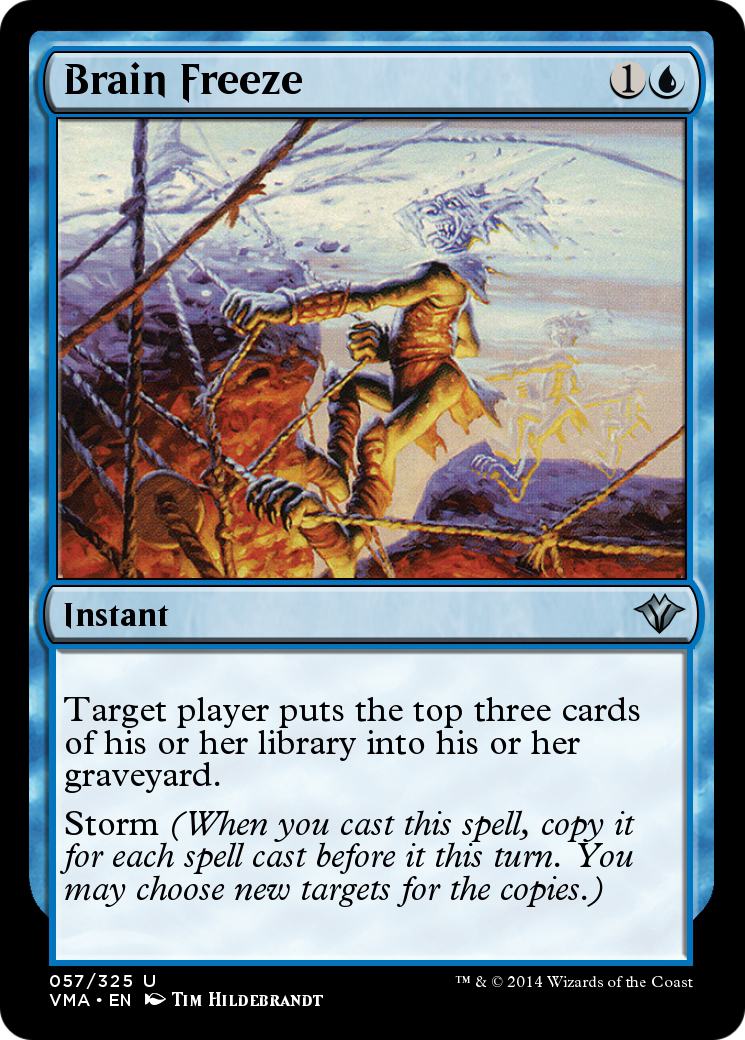 Brain Freeze 1
Instant
Target player puts the top three cards
of his or her library into his or her
graveyard.
Storm (When you cast this spell, copy it
for each spell cast before it this turn. You
may choose new targets for the copies.)
057/325 U
VMA • EN Tim Hildebrandt
™ & © 2014 Wizards of the Coast